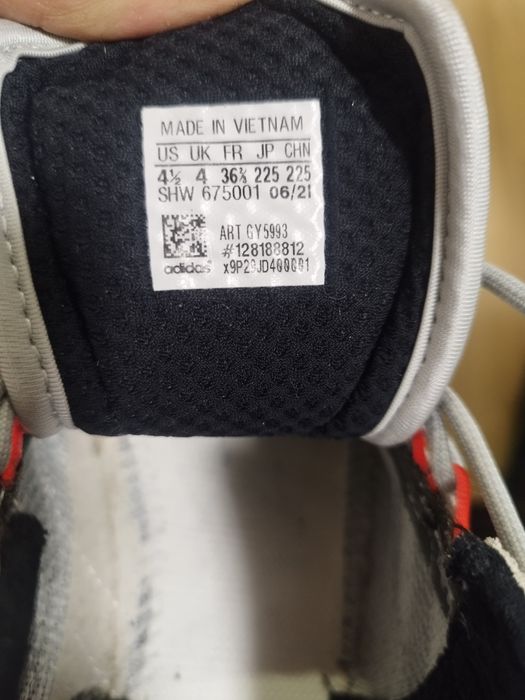 MADE IN VIETNAM
US UK FR JP CHN
4½ 4 36⅔ 225 225
SHW 675001 06/21
ART GY5993
#128188812
adidas x9P29JD400001